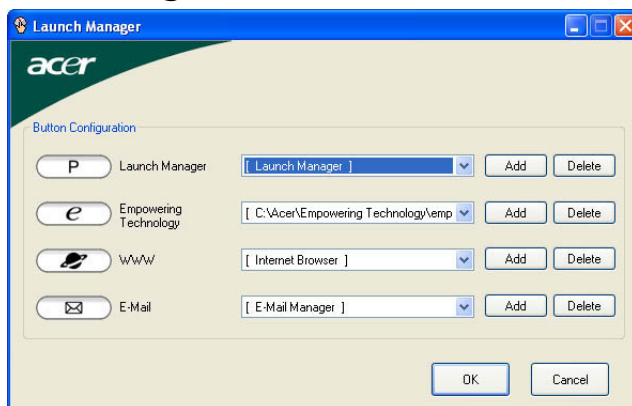 Launch Manager
acer
Button Configuration
P Launch Manager [ Launch Manager ] Add Delete
e Empowering Technology [ C:\Acer\Empowering Technology\emp Add Delete
WWW [ Internet Browser ] Add Delete
E-Mail [ E-Mail Manager ] Add Delete
OK Cancel